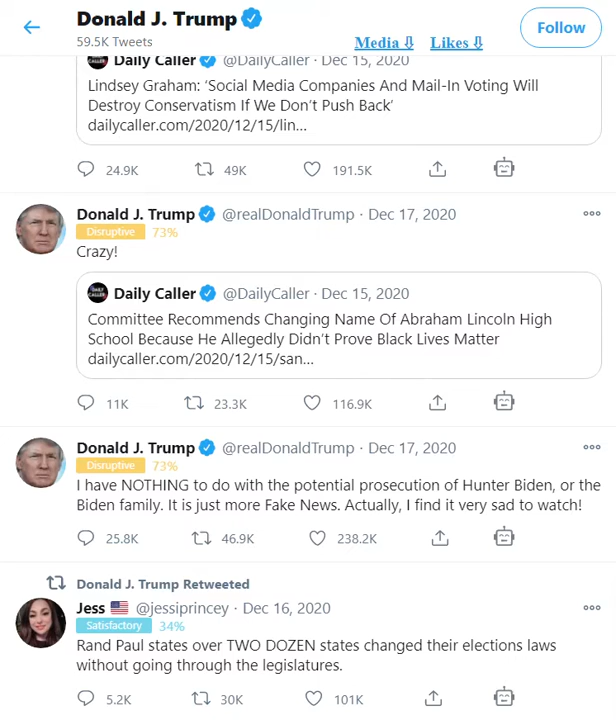 Donald J. Trump
59.5K Tweets
Media ⇩ Likes ⇩
Follow
Daily Caller @DailyCaller · Dec 15, 2020
Lindsey Graham: ‘Social Media Companies And Mail-In Voting Will
Destroy Conservatism If We Don’t Push Back’
dailycaller.com/2020/12/15/lin...
24.9K 49K 191.5K
Donald J. Trump @realDonaldTrump · Dec 17, 2020
Disruptive 73%
Crazy!
DAILY
CALLER
Daily Caller @DailyCaller · Dec 15, 2020
Committee Recommends Changing Name Of Abraham Lincoln High
School Because He Allegedly Didn’t Prove Black Lives Matter
dailycaller.com/2020/12/15/san...
11K 23.3K 116.9K
Donald J. Trump @realDonaldTrump · Dec 17, 2020
Disruptive 73%
I have NOTHING to do with the potential prosecution of Hunter Biden, or the
Biden family. It is just more Fake News. Actually, I find it very sad to watch!
25.8K 46.9K 238.2K
Donald J. Trump Retweeted
Jess 🇺🇸 @jessiprincey · Dec 16, 2020
Satisfactory 34%
Rand Paul states over TWO DOZEN states changed their elections laws
without going through the legislatures.
5.2K 30K 101K